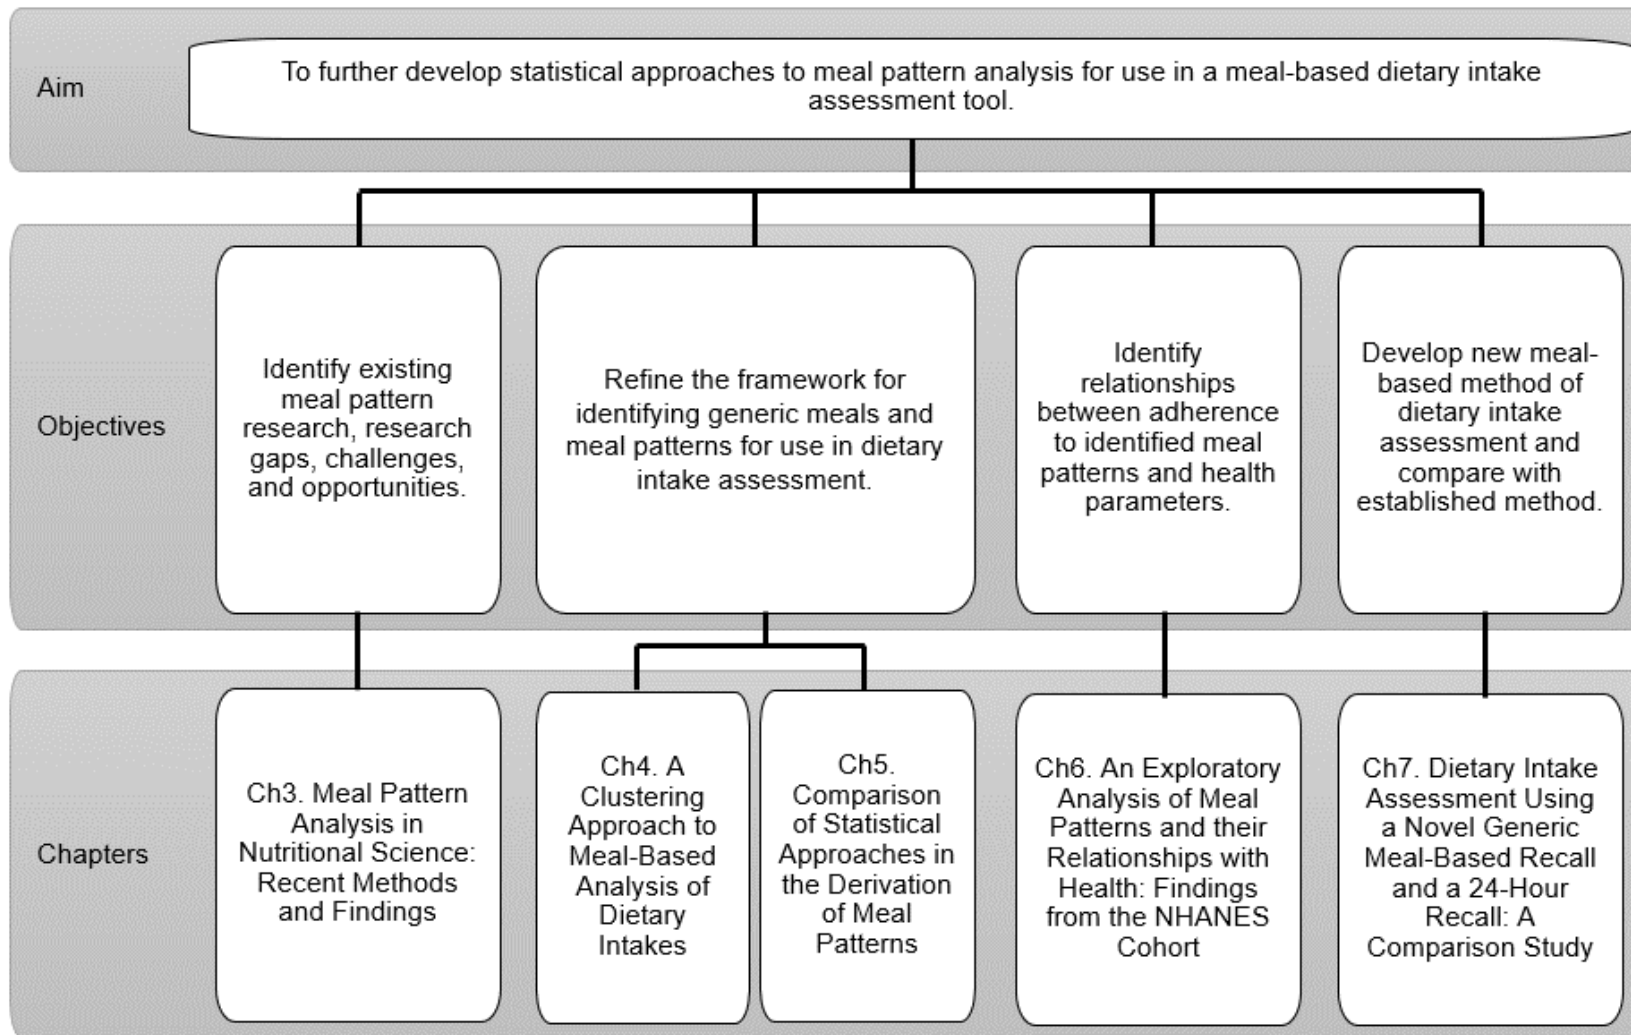 Aim
To further develop statistical approaches to meal pattern analysis for use in a meal-based dietary intake
assessment tool.
Objectives
Identify existing
meal pattern
research, research
gaps, challenges,
and opportunities.
Refine the framework for
identifying generic meals and
meal patterns for use in dietary
intake assessment.
Identify
relationships
between adherence
to identified meal
patterns and health
parameters.
Develop new meal-
based method of
dietary intake
assessment and
compare with
established method.
Chapters
Ch3. Meal Pattern
Analysis in
Nutritional Science:
Recent Methods
and Findings
Ch4. A
Clustering
Approach to
Meal-Based
Analysis of
Dietary
Intakes
Ch5.
Comparison
of Statistical
Approaches in
the Derivation
of Meal
Patterns
Ch6. An Exploratory
Analysis of Meal
Patterns and their
Relationships with
Health: Findings
from the NHANES
Cohort
Ch7. Dietary Intake
Assessment Using
a Novel Generic
Meal-Based Recall
and a 24-Hour
Recall: A
Comparison Study